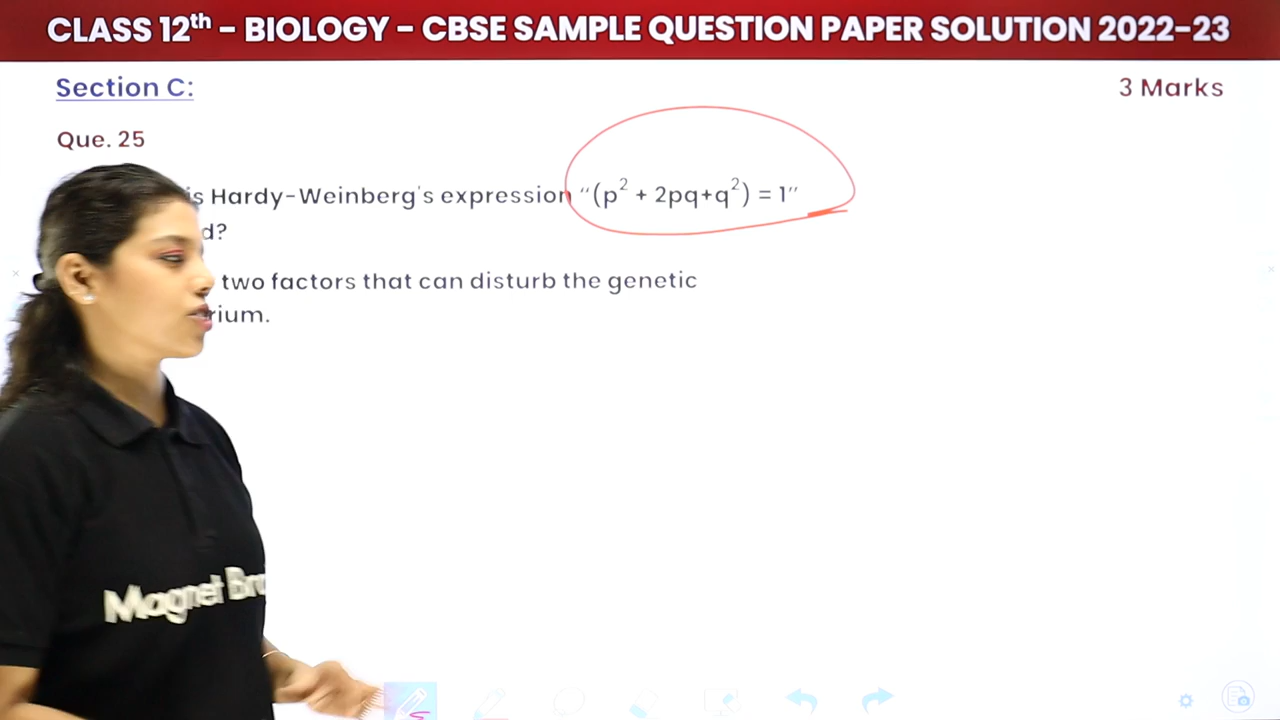 CLASS 12th – BIOLOGY – CBSE SAMPLE QUESTION PAPER SOLUTION 2022-23
Section C:
3 Marks
Que. 25
is Hardy-Weinberg's expression "(p² + 2pq+q²) = 1"
d?
two factors that can disturb the genetic
rium.
Magnet Bra